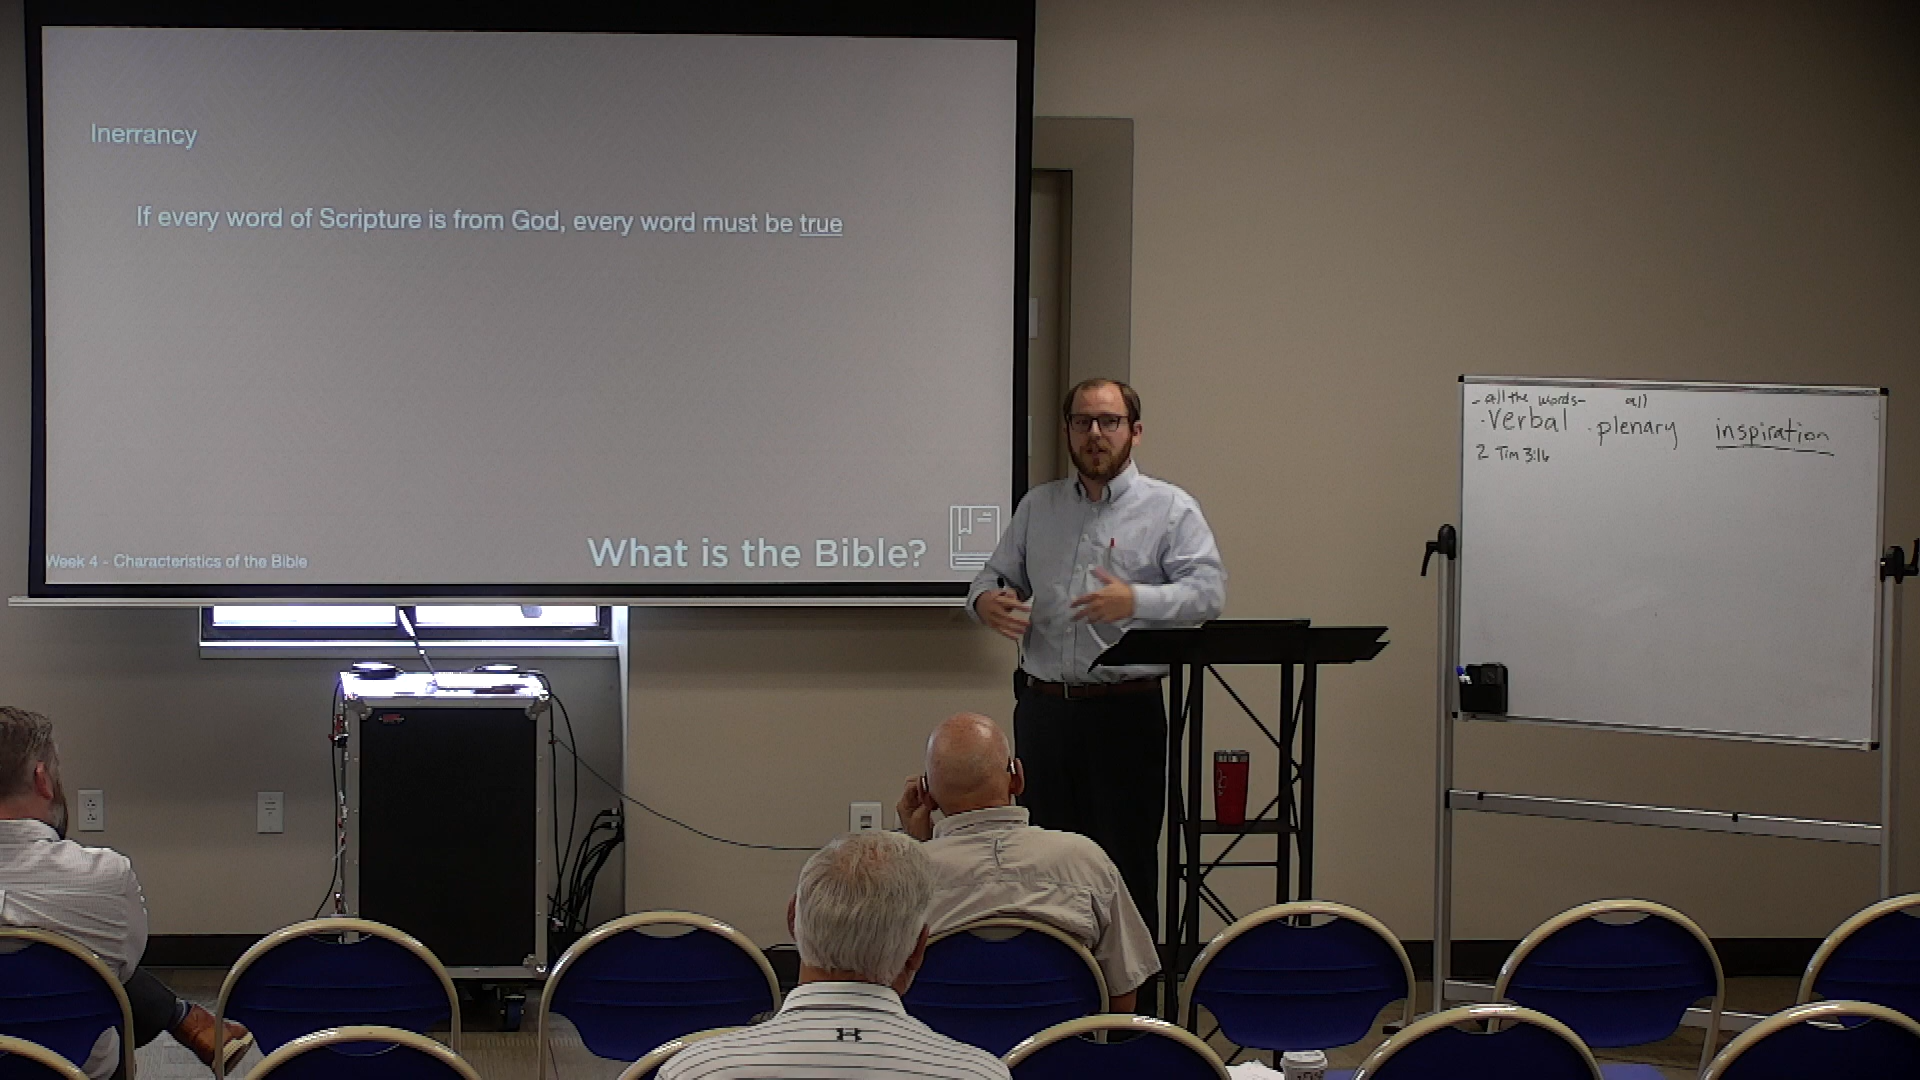 Inerrancy
If every word of Scripture is from God, every word must be true
What is the Bible?
Week 4 - Characteristics of the Bible
- all the words- all
· Verbal · plenary inspiration
2 Tim 3:16